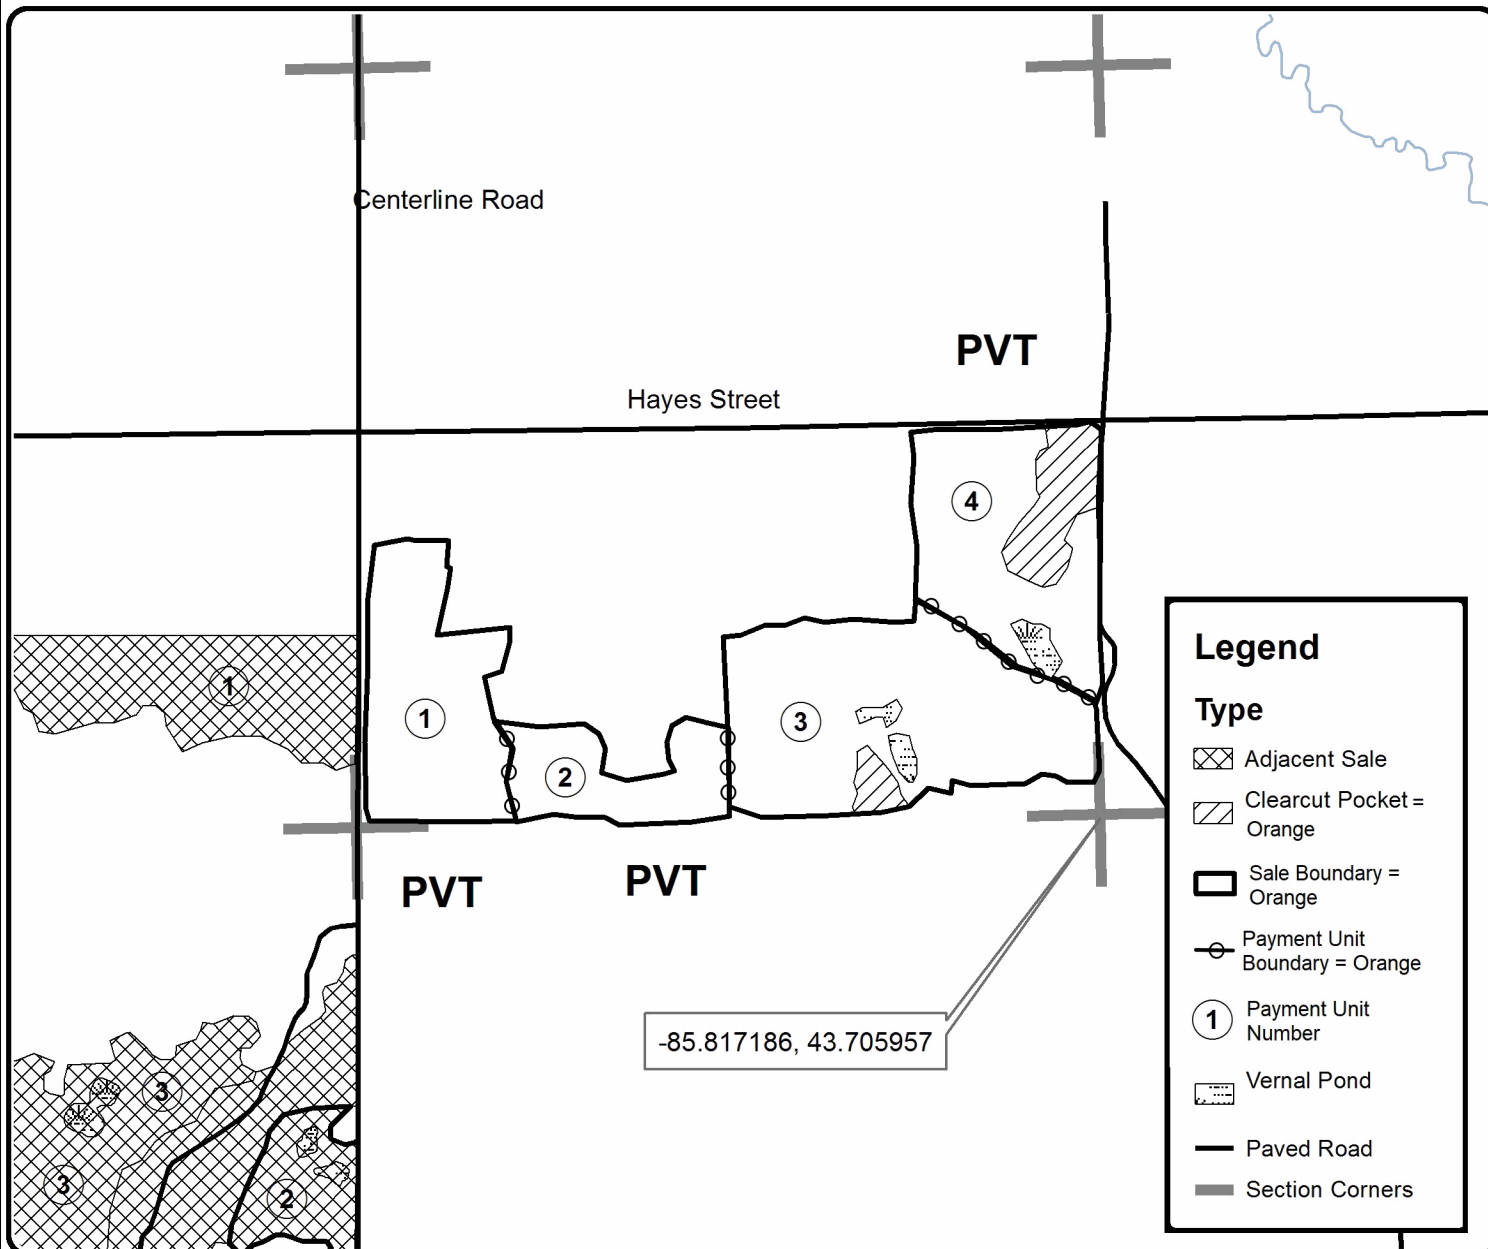 Centerline Road
PVT
Hayes Street
4
1
1
3
2
PVT
PVT
-85.817186, 43.705957
3
3
2
Legend
Type
Adjacent Sale
Clearcut Pocket =
Orange
Sale Boundary =
Orange
Payment Unit
Boundary = Orange
1
Payment Unit
Number
Vernal Pond
Paved Road
Section Corners